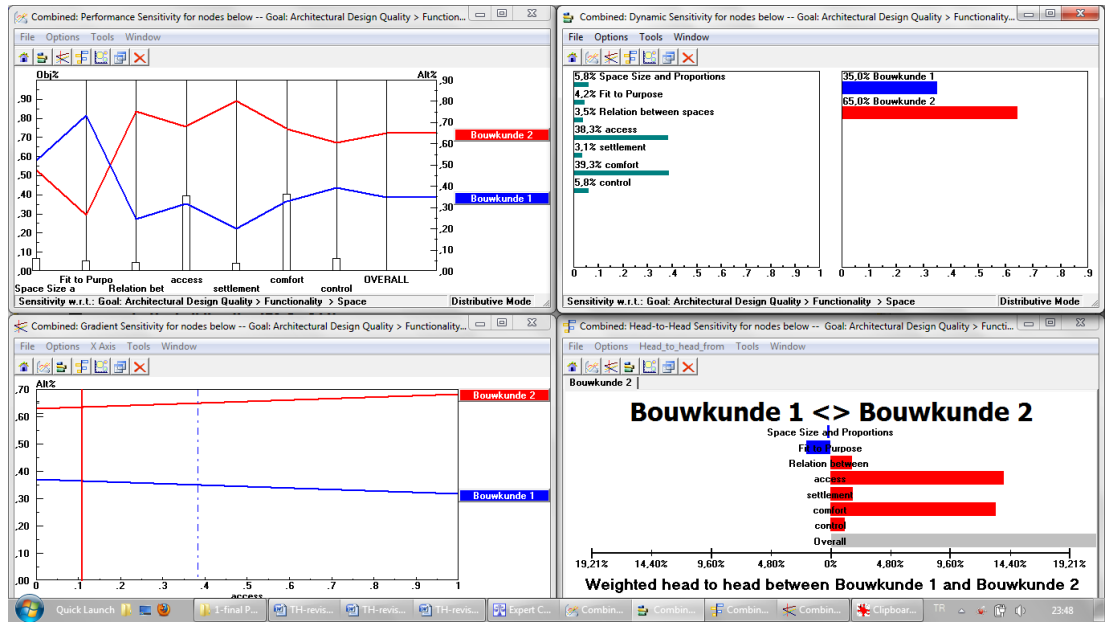 Combined: Performance Sensitivity for nodes below -- Goal: Architectural Design Quality > Functionality...
File Options Tools Window
Obj% Alt%
,90
,80
,70
,60
,50
,40
,30
,20
,10
,00
,90
,80
,70
,60
,50
,40
,30
,20
,10
,00
Bouwkunde 2
Bouwkunde 1
Fit to Purpo access comfort OVERALL
Space Size a Relation bet settlement control
Sensitivity w.r.t.: Goal: Architectural Design Quality > Functionality > Space Distributive Mode
Combined: Dynamic Sensitivity for nodes below -- Goal: Architectural Design Quality > Functionality...
File Options Tools Window
5,8% Space Size and Proportions
4,2% Fit to Purpose
3,5% Relation between spaces
38,3% access
3,1% settlement
39,3% comfort
5,8% control
35,0% Bouwkunde 1
65,0% Bouwkunde 2
0 .1 .2 .3 .4 .5 .6 .7 .8 .9 1
0 .1 .2 .3 .4 .5 .6 .7 .8 .9
Sensitivity w.r.t.: Goal: Architectural Design Quality > Functionality > Space Distributive Mode
Combined: Gradient Sensitivity for nodes below -- Goal: Architectural Design Quality > Functionality...
File Options X Axis Tools Window
Alt%
,70
,60
,50
,40
,30
,20
,10
,00
Bouwkunde 2
Bouwkunde 1
0 .1 .2 .3 .4 .5 .6 .7 .8 .9 1
access
Combined: Head-to-Head Sensitivity for nodes below -- Goal: Architectural Design Quality > Functi...
File Options Head_to_head_from Tools Window
Bouwkunde 2
Bouwkunde 1 <> Bouwkunde 2
Space Size and Proportions
Fit to Purpose
Relation between
access
settlement
comfort
control
Overall
19,21% 14,40% 9,60% 4,80% 0% 4,80% 9,60% 14,40% 19,21%
Weighted head to head between Bouwkunde 1 and Bouwkunde 2
Quick Launch 1-final P... TH-revis... TH-revis... TH-revis... Expert C... Combin... Combin... Combin... Combin... Clipboar... TR 23:48